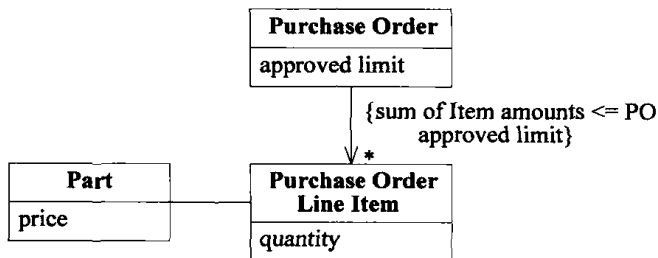 Purchase Order
approved limit
{sum of Item amounts <= PO
approved limit}
*
Part
price
Purchase Order
Line Item
quantity